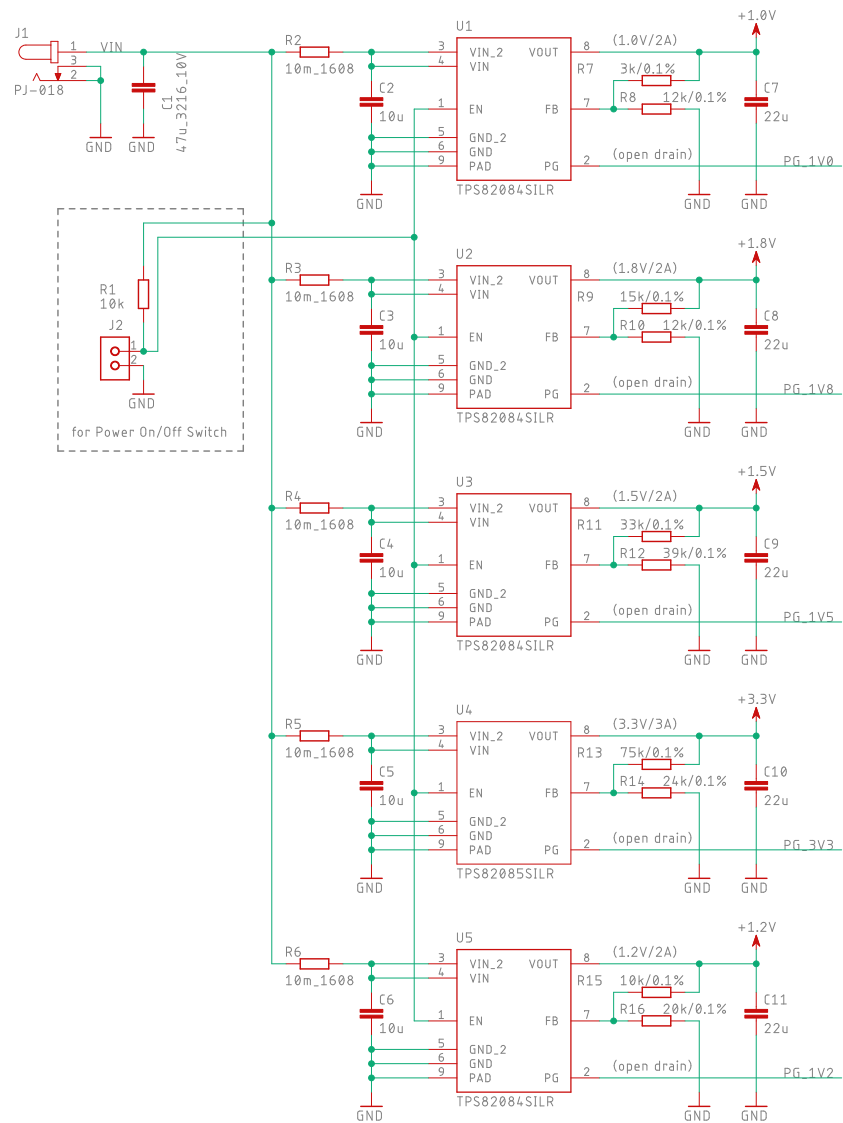 J1
1
VIN
3
2
PJ-018
GND
GND
C1
47u_3216_10V
R2
10m_1608
C2
10u
GND
U1
3
VIN_2
VOUT
8
(1.0V/2A)
+1.0V
4
VIN
R7
3k/0.1%
C7
22u
1
EN
FB
7
R8
12k/0.1%
5
GND_2
6
GND
9
PAD
PG
2
(open drain)
PG_1V0
TPS82084SILR
GND
GND
R1
10k
J2
1
2
GND
for Power On/Off Switch
R3
10m_1608
C3
10u
GND
U2
3
VIN_2
VOUT
8
(1.8V/2A)
+1.8V
4
VIN
R9
15k/0.1%
C8
22u
1
EN
FB
7
R10
12k/0.1%
5
GND_2
6
GND
9
PAD
PG
2
(open drain)
PG_1V8
TPS82084SILR
GND
GND
R4
10m_1608
C4
10u
GND
U3
3
VIN_2
VOUT
8
(1.5V/2A)
+1.5V
4
VIN
R11
33k/0.1%
C9
22u
1
EN
FB
7
R12
39k/0.1%
5
GND_2
6
GND
9
PAD
PG
2
(open drain)
PG_1V5
TPS82084SILR
GND
GND
R5
10m_1608
C5
10u
GND
U4
3
VIN_2
VOUT
8
(3.3V/3A)
+3.3V
4
VIN
R13
75k/0.1%
C10
22u
1
EN
FB
7
R14
24k/0.1%
5
GND_2
6
GND
9
PAD
PG
2
(open drain)
PG_3V3
TPS82085SILR
GND
GND
R6
10m_1608
C6
10u
GND
U5
3
VIN_2
VOUT
8
(1.2V/2A)
+1.2V
4
VIN
R15
10k/0.1%
C11
22u
1
EN
FB
7
R16
20k/0.1%
5
GND_2
6
GND
9
PAD
PG
2
(open drain)
PG_1V2
TPS82084SILR
GND
GND